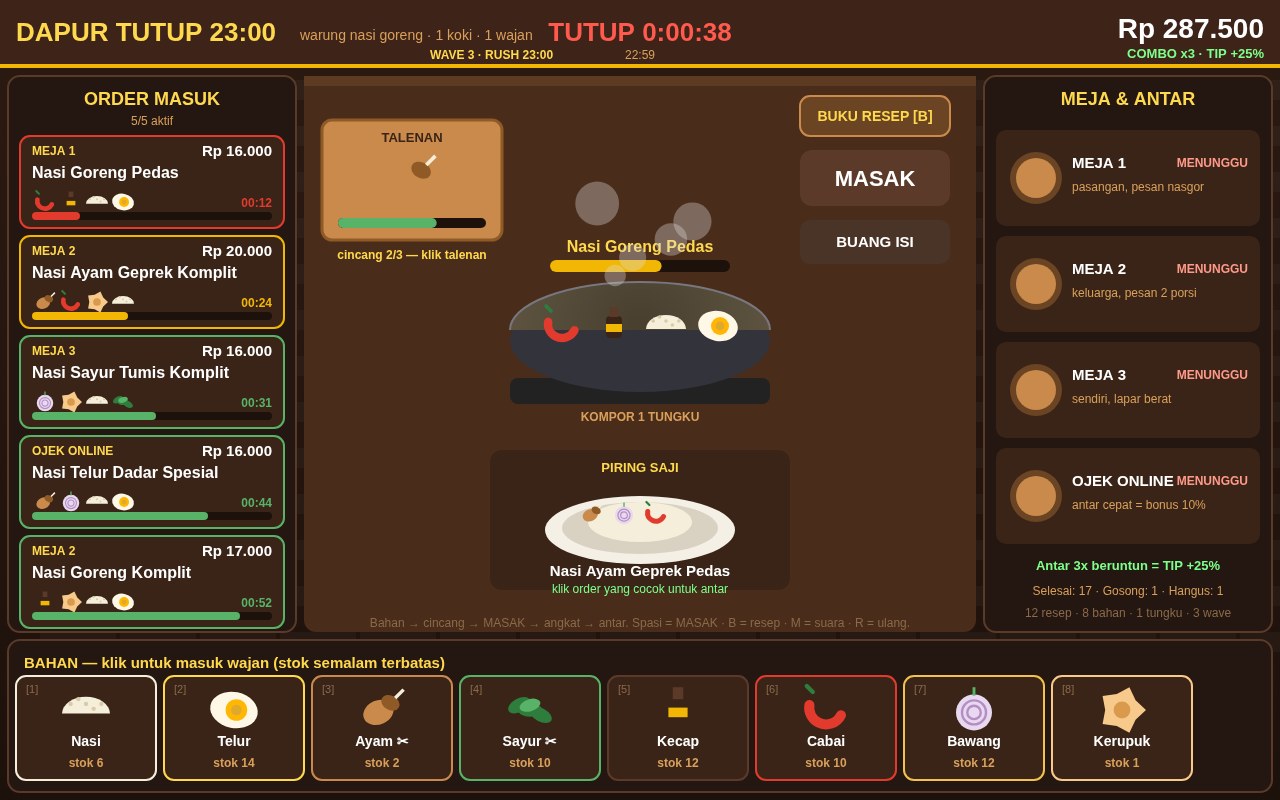 DAPUR TUTUP 23:00
warung nasi goreng · 1 koki · 1 wajan
TUTUP 0:00:38
WAVE 3 · RUSH 23:00
22:59
Rp 287.500
COMBO x3 · TIP +25%
ORDER MASUK
5/5 aktif
MEJA 1
Rp 16.000
Nasi Goreng Pedas
00:12
MEJA 2
Rp 20.000
Nasi Ayam Geprek Komplit
00:24
MEJA 3
Rp 16.000
Nasi Sayur Tumis Komplit
00:31
OJEK ONLINE
Rp 16.000
Nasi Telur Dadar Spesial
00:44
MEJA 2
Rp 17.000
Nasi Goreng Komplit
00:52
TALENAN
cincang 2/3 — klik talenan
BUKU RESEP [B]
MASAK
BUANG ISI
Nasi Goreng Pedas
KOMPOR 1 TUNGKU
PIRING SAJI
Nasi Ayam Geprek Pedas
klik order yang cocok untuk antar
Bahan → cincang → MASAK → angkat → antar. Spasi = MASAK · B = resep · M = suara · R = ulang.
MEJA & ANTAR
MEJA 1
MENUNGGU
pasangan, pesan nasgor
MEJA 2
MENUNGGU
keluarga, pesan 2 porsi
MEJA 3
MENUNGGU
sendiri, lapar berat
OJEK ONLINE
MENUNGGU
antar cepat = bonus 10%
Antar 3x beruntun = TIP +25%
Selesai: 17 · Gosong: 1 · Hangus: 1
12 resep · 8 bahan · 1 tungku · 3 wave
BAHAN — klik untuk masuk wajan (stok semalam terbatas)
[1]
Nasi
stok 6
[2]
Telur
stok 14
[3]
Ayam ✂
stok 2
[4]
Sayur ✂
stok 10
[5]
Kecap
stok 12
[6]
Cabai
stok 10
[7]
Bawang
stok 12
[8]
Kerupuk
stok 1